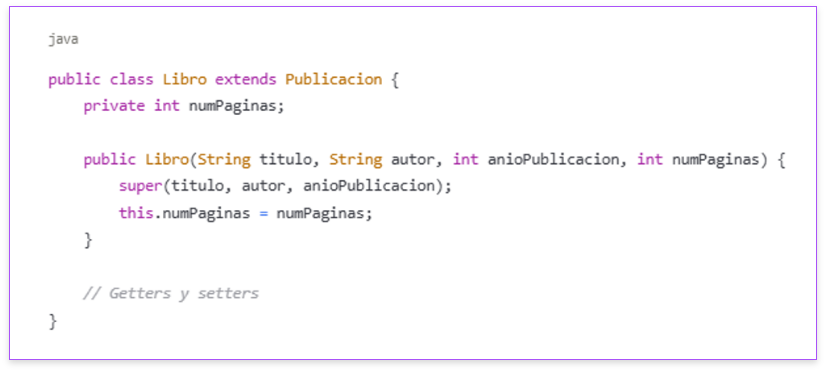 java
public class Libro extends Publicacion {
    private int numPaginas;

    public Libro(String titulo, String autor, int anioPublicacion, int numPaginas) {
        super(titulo, autor, anioPublicacion);
        this.numPaginas = numPaginas;
    }

    // Getters y setters
}